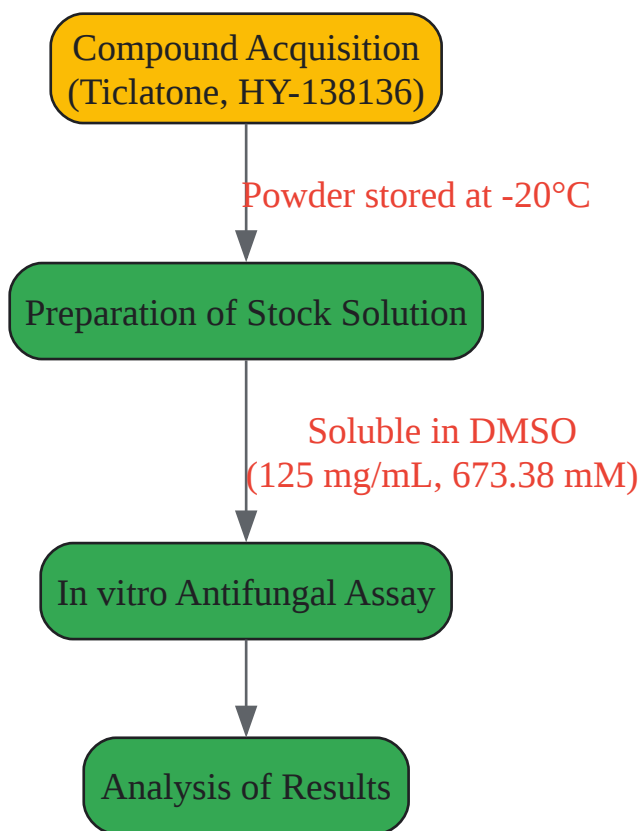 Compound Acquisition
(Ticlatone, HY-138136)
Powder stored at -20°C
Preparation of Stock Solution
Soluble in DMSO
(125 mg/mL, 673.38 mM)
In vitro Antifungal Assay
Analysis of Results